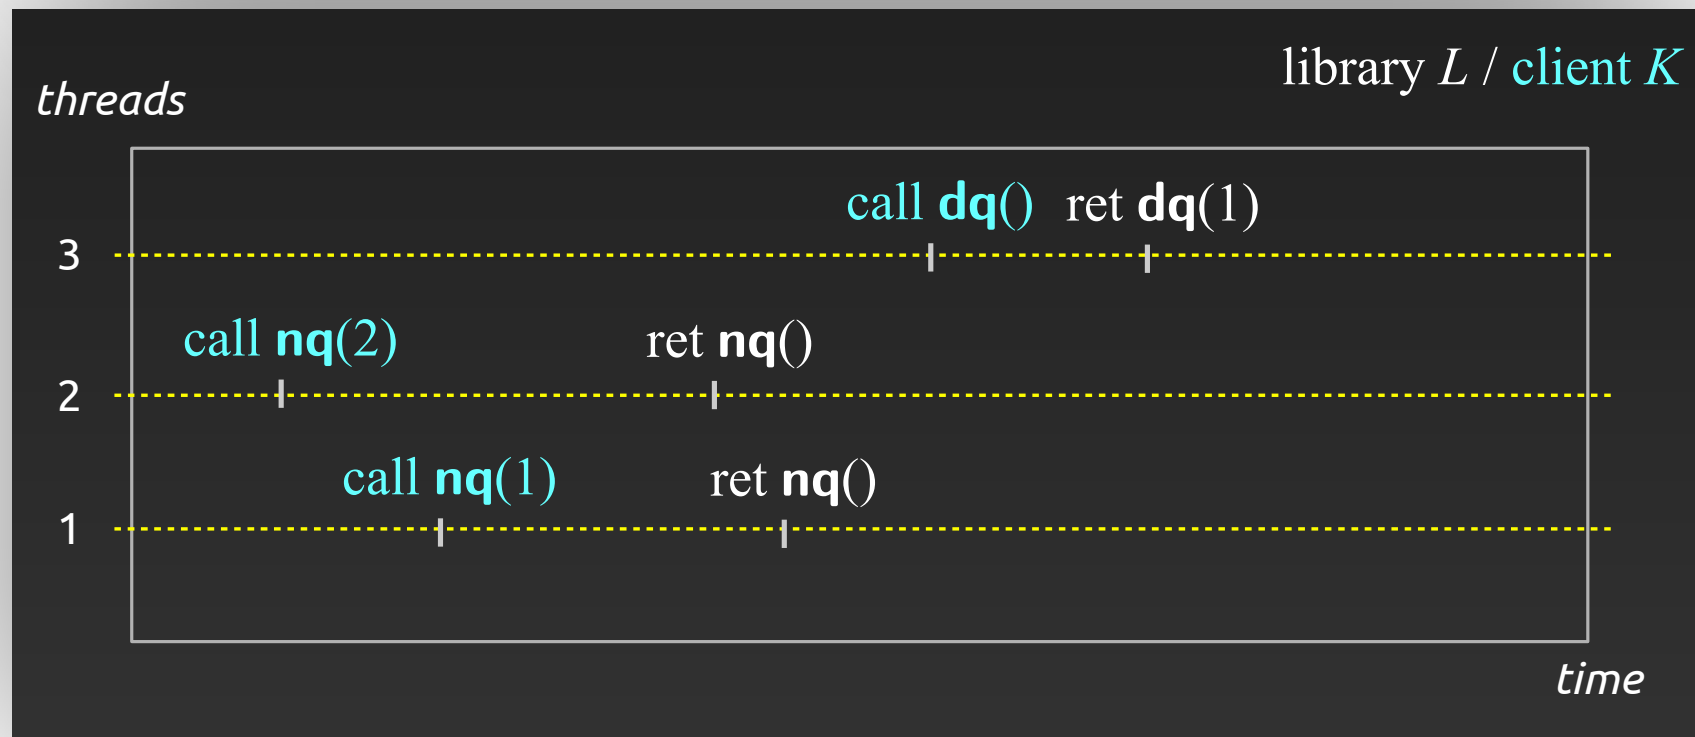 library L / client K
threads
call dq() ret dq(1)
3
call nq(2) ret nq()
2
call nq(1) ret nq()
1
time